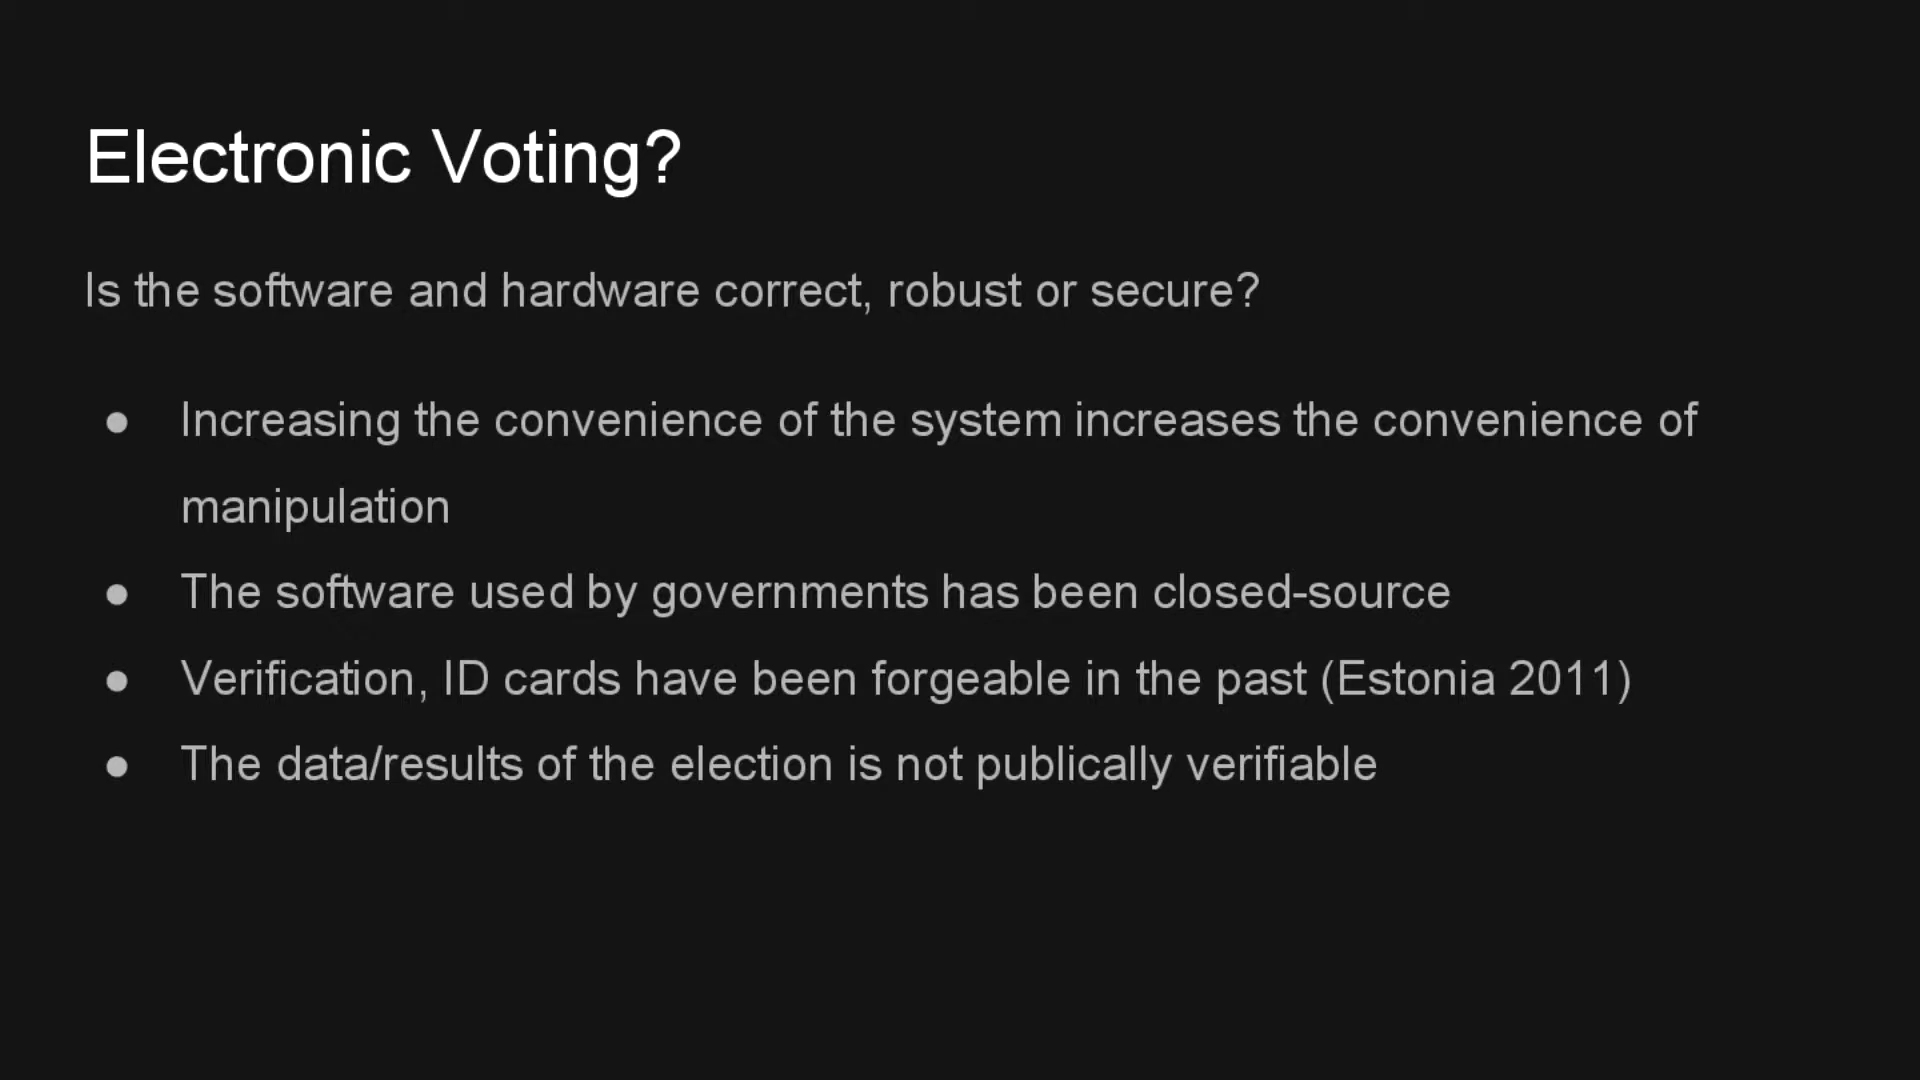 Electronic Voting?
Is the software and hardware correct, robust or secure?
● Increasing the convenience of the system increases the convenience of
manipulation
● The software used by governments has been closed-source
● Verification, ID cards have been forgeable in the past (Estonia 2011)
● The data/results of the election is not publically verifiable